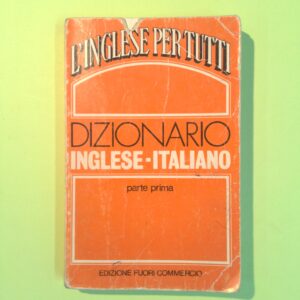 L'INGLESE PER TUTTI
DIZIONARIO
INGLESE-ITALIANO
parte prima
EDIZIONE FUORI COMMERCIO